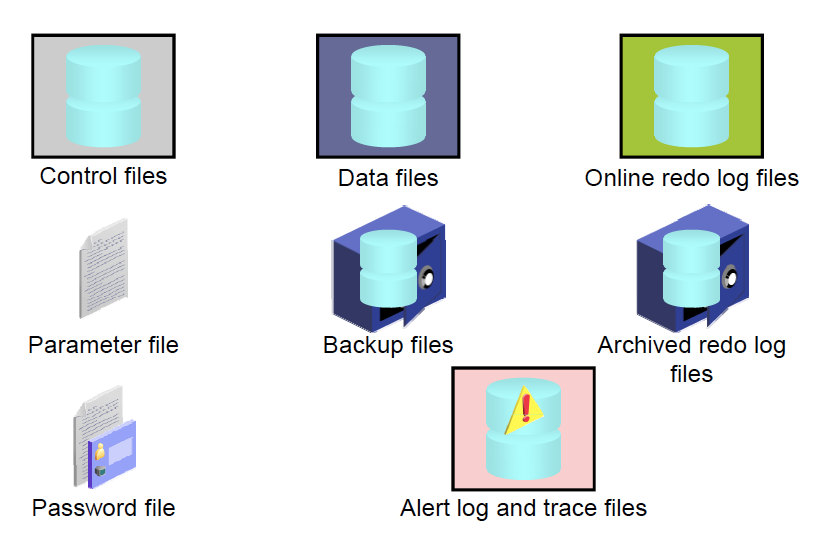 Control files
Data files
Online redo log files
Parameter file
Backup files
Archived redo log
files
Password file
Alert log and trace files